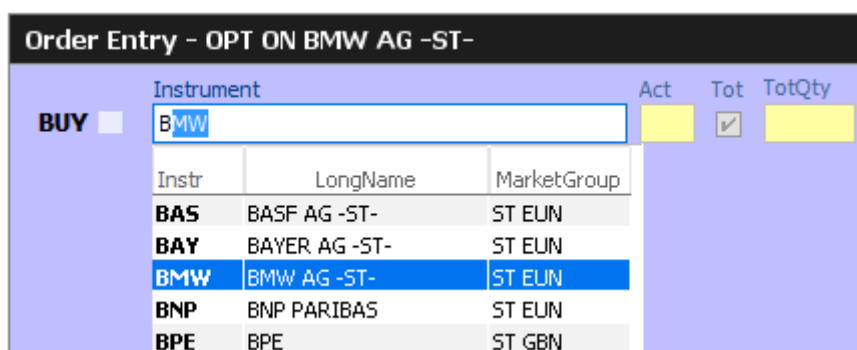 Order Entry - OPT ON BMW AG -ST-
Instrument Act Tot TotQty
BUY BMW
Instr LongName MarketGroup
BAS BASF AG -ST- ST EUN
BAY BAYER AG -ST- ST EUN
BMW BMW AG -ST- ST EUN
BNP BNP PARIBAS ST EUN
BPE BPE ST GBN